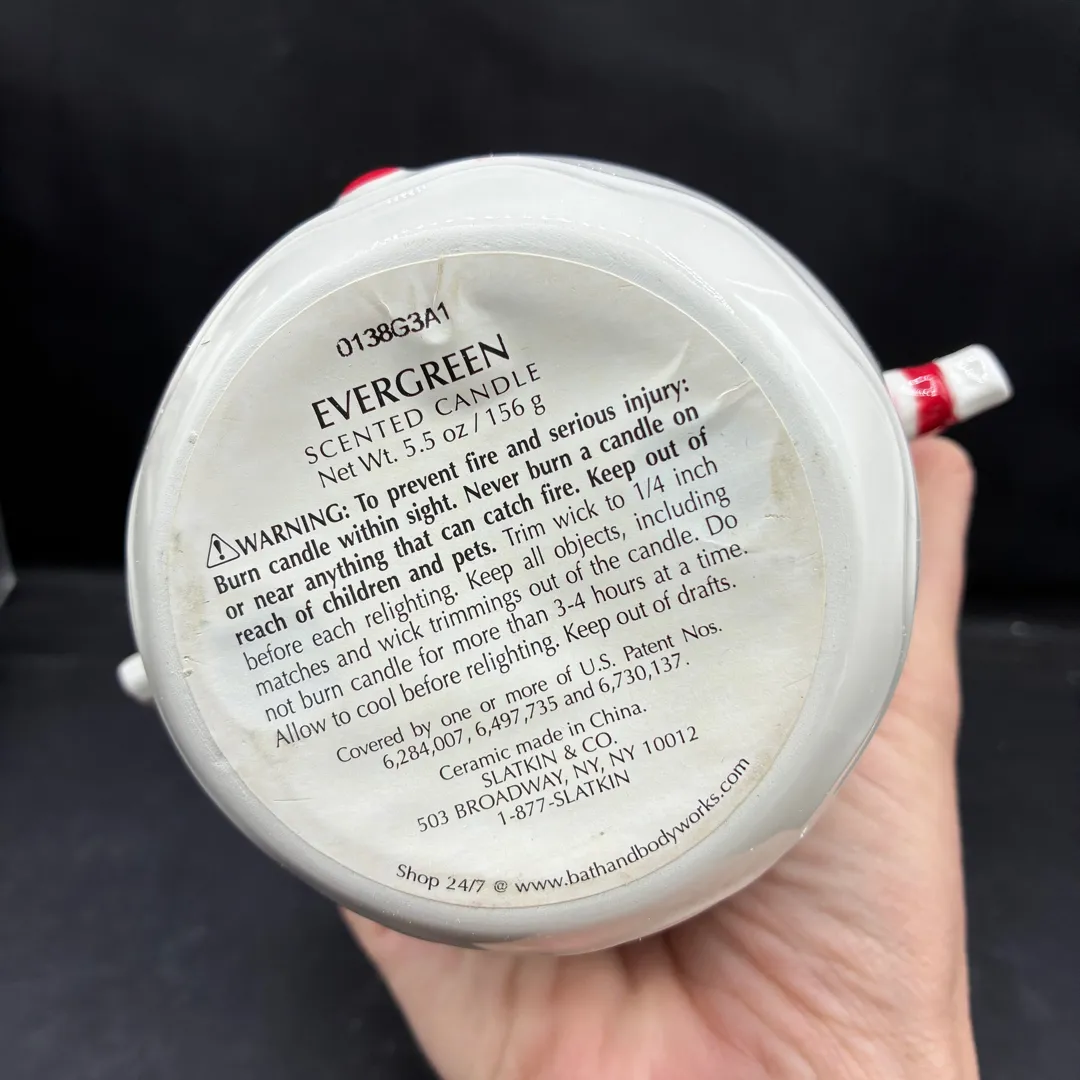 0138G3A1
EVERGREEN
SCENTED CANDLE
Net Wt. 5.5 oz / 156 g
⚠WARNING: To prevent fire and serious injury:
Burn candle within sight. Never burn a candle on
or near anything that can catch fire. Keep out of
reach of children and pets. Trim wick to 1/4 inch
before each relighting. Keep all objects, including
matches and wick trimmings out of the candle. Do
not burn candle for more than 3-4 hours at a time.
Allow to cool before relighting. Keep out of drafts.
Covered by one or more of U.S. Patent Nos.
6,284,007, 6,497,735 and 6,730,137.
Ceramic made in China.
SLATKIN & CO.
503 BROADWAY, NY, NY 10012
1-877-SLATKIN
Shop 24/7 @ www.bathandbodyworks.com